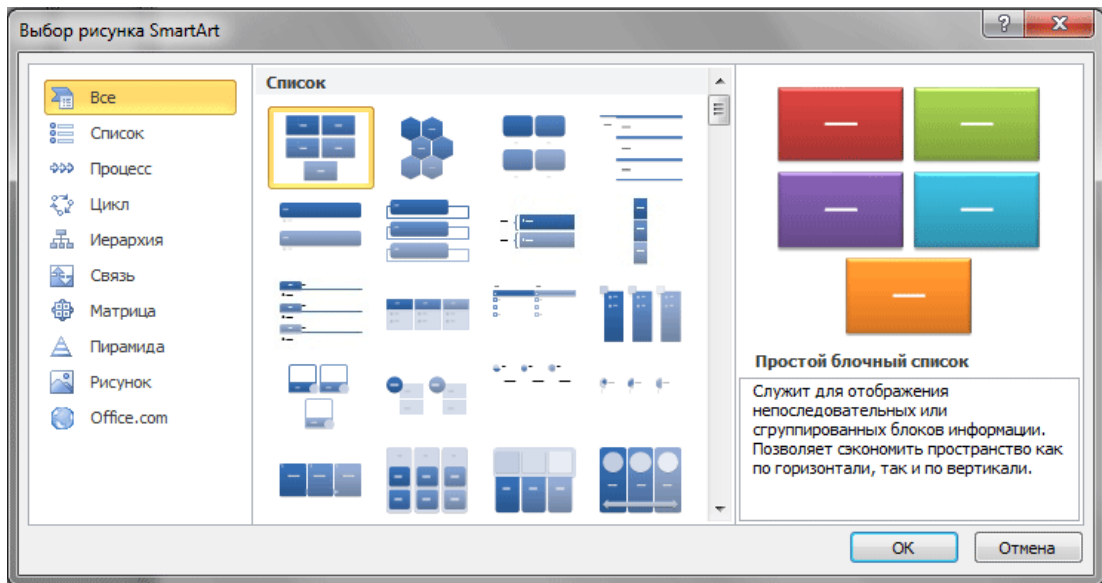 Выбор рисунка SmartArt
Все
Список
Процесс
Цикл
Иерархия
Связь
Матрица
Пирамида
Рисунок
Office.com
Список
Простой блочный список
Служит для отображения
непоследовательных или
сгруппированных блоков информации.
Позволяет сэкономить пространство как
по горизонтали, так и по вертикали.
ОК
Отмена